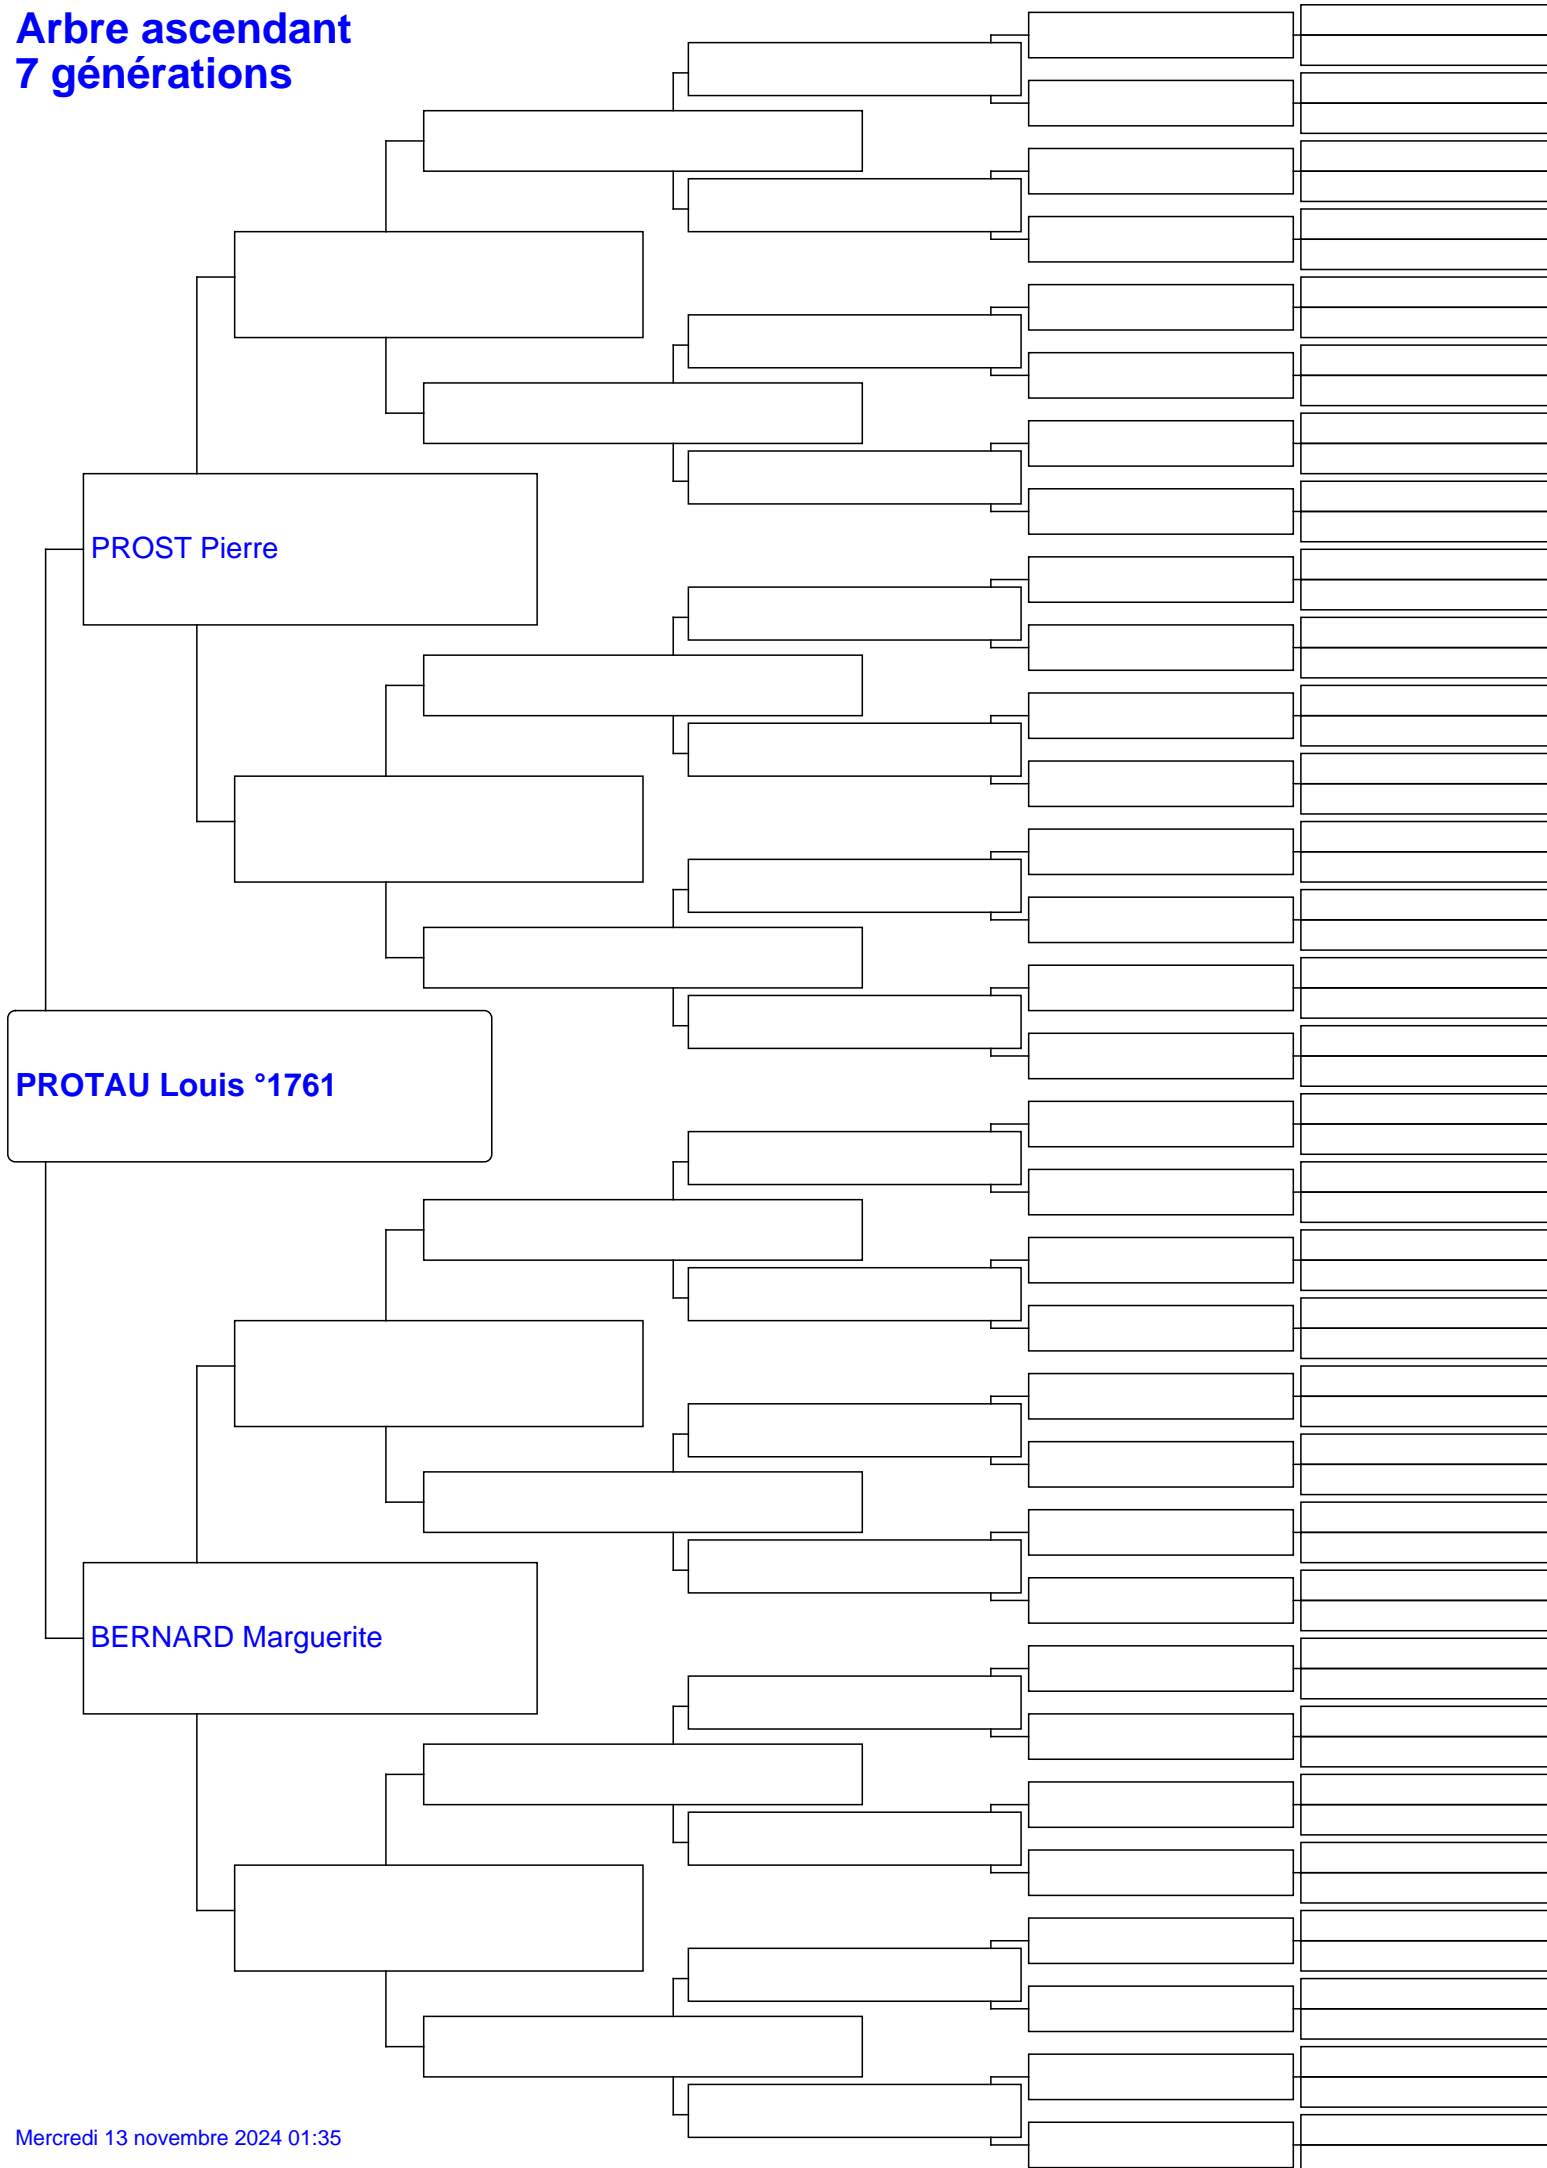 Arbre ascendant
7 générations
PROST Pierre
PROTAU Louis °1761
BERNARD Marguerite
Mercredi 13 novembre 2024 01:35